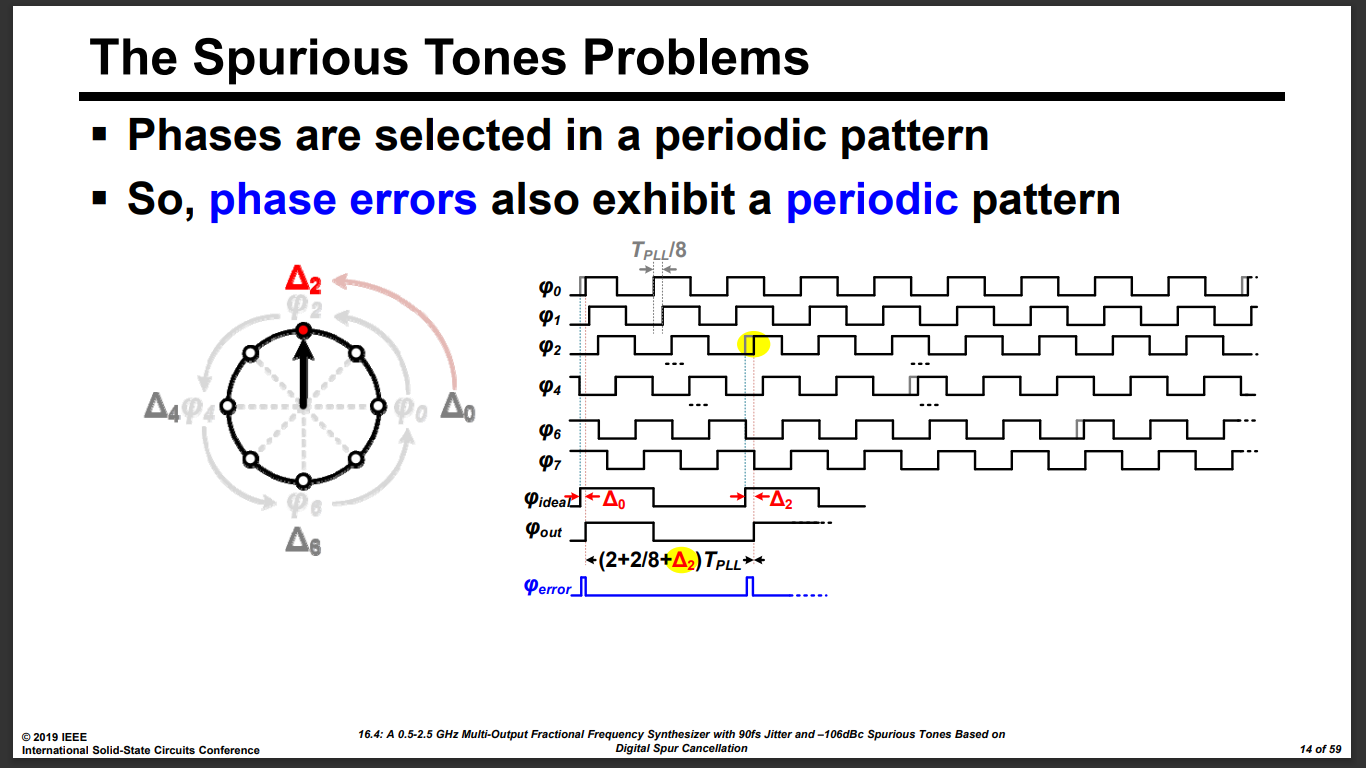 The Spurious Tones Problems
▪ Phases are selected in a periodic pattern
▪ So, phase errors also exhibit a periodic pattern
Δ2
φ2
Δ4 φ4
φ0 Δ0
φ6
Δ6
TPLL/8
φ0
φ1
φ2
φ4
φ6
φ7
φideal Δ0 Δ2
φout
(2+2/8+Δ2)TPLL
φerror
© 2019 IEEE
International Solid-State Circuits Conference
16.4: A 0.5-2.5 GHz Multi-Output Fractional Frequency Synthesizer with 90fs Jitter and –106dBc Spurious Tones Based on
Digital Spur Cancellation
14 of 59